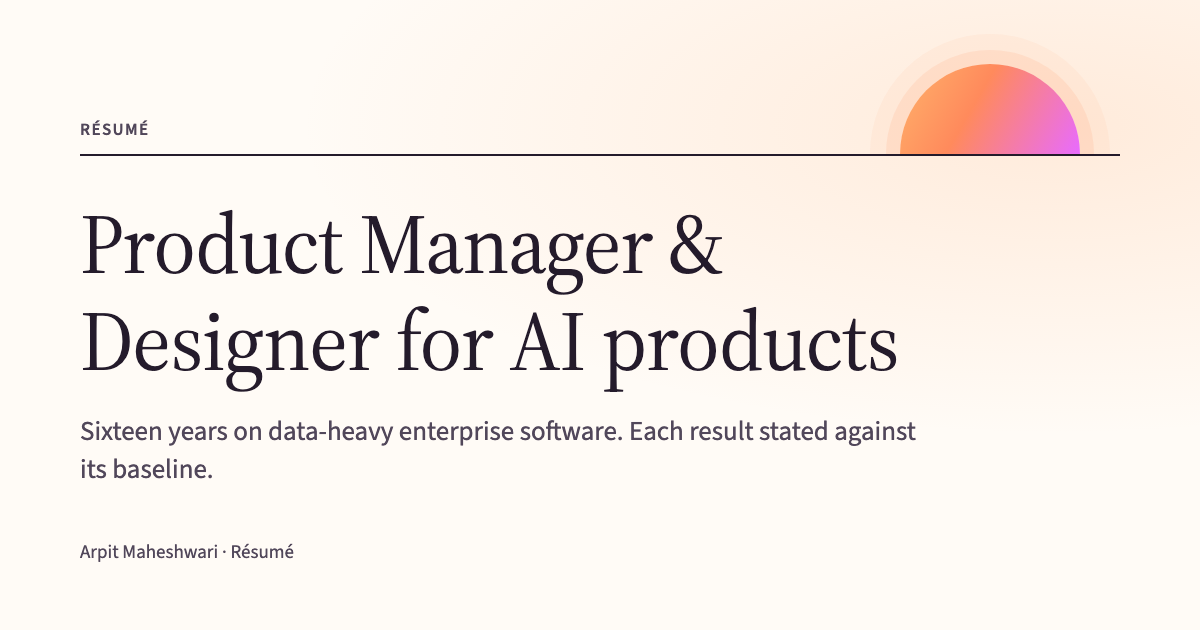 RÉSUMÉ
Product Manager &
Designer for AI products
Sixteen years on data-heavy enterprise software. Each result stated against
its baseline.
Arpit Maheshwari · Résumé